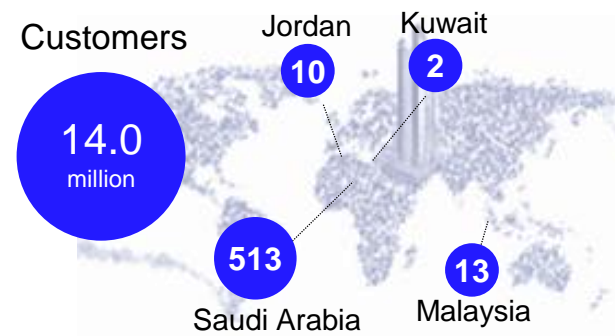 Customers
14.0
million
Jordan
10
Kuwait
2
513
Saudi Arabia
13
Malaysia